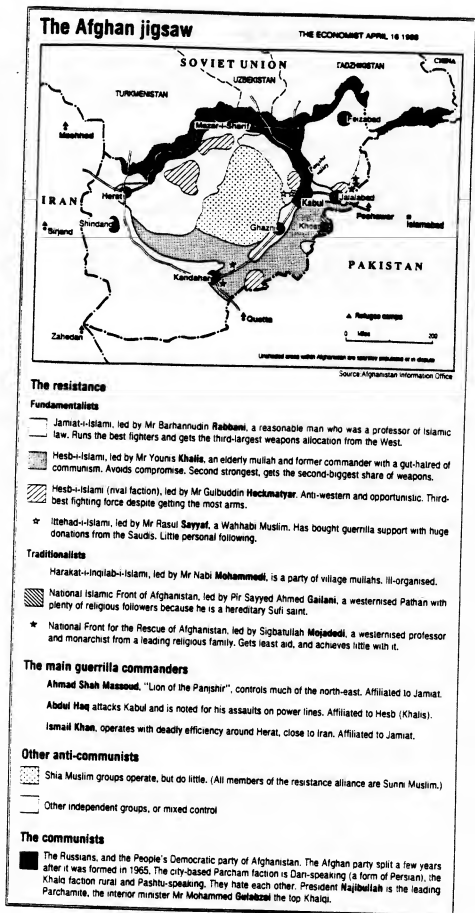 The Afghan jigsaw
THE ECONOMIST APRIL 16 1988
SOVIET UNION
TURKMENISTAN
UZBEKISTAN
TADZHIKISTAN
CHINA
Mashhad
Mazar-i-Sharif
Faizabad
Panjshir valley
IRAN
Herat
Kabul
Jalalabad
Peshawar
Islamabad
Birjand
Shindand
Ghazni
Khost
PAKISTAN
Kandahar
Quetta
Zahedan
Refugee camps
0 Miles 200
Unshaded areas within Afghanistan are sparsely populated or in dispute
Source: Afghanistan Information Office
The resistance
Fundamentalists
Jamiat-i-Islami, led by Mr Barhannudin Rabbani, a reasonable man who was a professor of Islamic
law. Runs the best fighters and gets the third-largest weapons allocation from the West.
Hesb-i-Islami, led by Mr Younis Khalis, an elderly mullah and former commander with a gut-hatred of
communism. Avoids compromise. Second strongest, gets the second-biggest share of weapons.
Hesb-i-Islami (rival faction), led by Mr Gulbuddin Heckmatyar. Anti-western and opportunistic. Third-
best fighting force despite getting the most arms.
Ittehad-i-Islami, led by Mr Rasul Sayyaf, a Wahhabi Muslim. Has bought guerrilla support with huge
donations from the Saudis. Little personal following.
Traditionalists
Harakat-i-Inqilab-i-Islami, led by Mr Nabi Mohammedi, is a party of village mullahs. Ill-organised.
National Islamic Front of Afghanistan, led by Pir Sayyed Ahmed Gailani, a westernised Pathan with
plenty of religious followers because he is a hereditary Sufi saint.
National Front for the Rescue of Afghanistan, led by Sigbatullah Mojadedi, a westernised professor
and monarchist from a leading religious family. Gets least aid, and achieves little with it.
The main guerrilla commanders
Ahmad Shah Massoud, "Lion of the Panjshir", controls much of the north-east. Affiliated to Jamiat.
Abdul Haq attacks Kabul and is noted for his assaults on power lines. Affiliated to Hesb (Khalis).
Ismail Khan, operates with deadly efficiency around Herat, close to Iran. Affiliated to Jamiat.
Other anti-communists
Shia Muslim groups operate, but do little. (All members of the resistance alliance are Sunni Muslim.)
Other independent groups, or mixed control
The communists
The Russians, and the People's Democratic party of Afghanistan. The Afghan party split a few years
after it was formed in 1965. The city-based Parcham faction is Dari-speaking (a form of Persian), the
Khalq faction rural and Pashtu-speaking. They hate each other. President Najibullah is the leading
Parchamite, the interior minister Mr Mohammed Gelabzoi the top Khalqi.